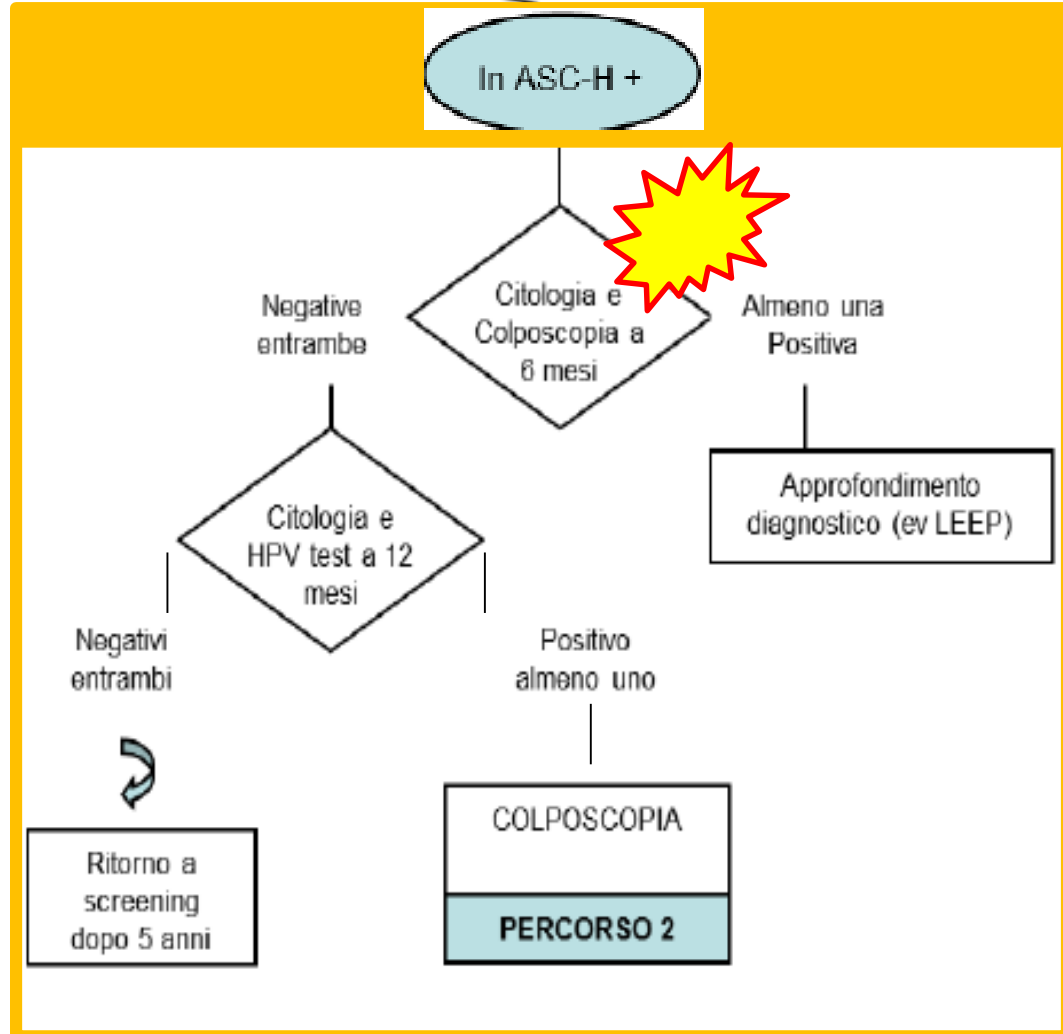 In ASC-H +
Citologia e
Colposcopia a
6 mesi
Negative
entrambe
Almeno una
Positiva
Approfondimento
diagnostico (ev LEEP)
Citologia e
HPV test a 12
mesi
Negativi
entrambi
Positivo
almeno uno
Ritorno a
screening
dopo 5 anni
COLPOSCOPIA
PERCORSO 2